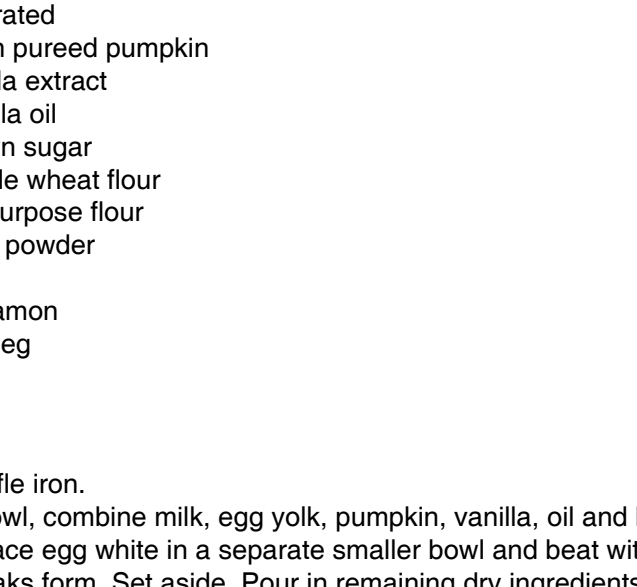 rated
n pureed pumpkin
la extract
la oil
n sugar
le wheat flour
urpose flour
powder
amon
eg
fle iron.
owl, combine milk, egg yolk, pumpkin, vanilla, oil and
ace egg white in a separate smaller bowl and beat wit
aks form. Set aside. Pour in remaining dry ingredients